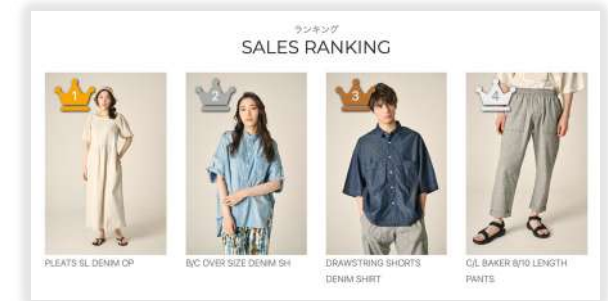 ランキング
SALES RANKING
1
2
3
4
PLEATS SL DENIM OP
B/C OVER SIZE DENIM SH
DRAWSTRING SHORTS
DENIM SHIRT
C/L BAKER 8/10 LENGTH
PANTS